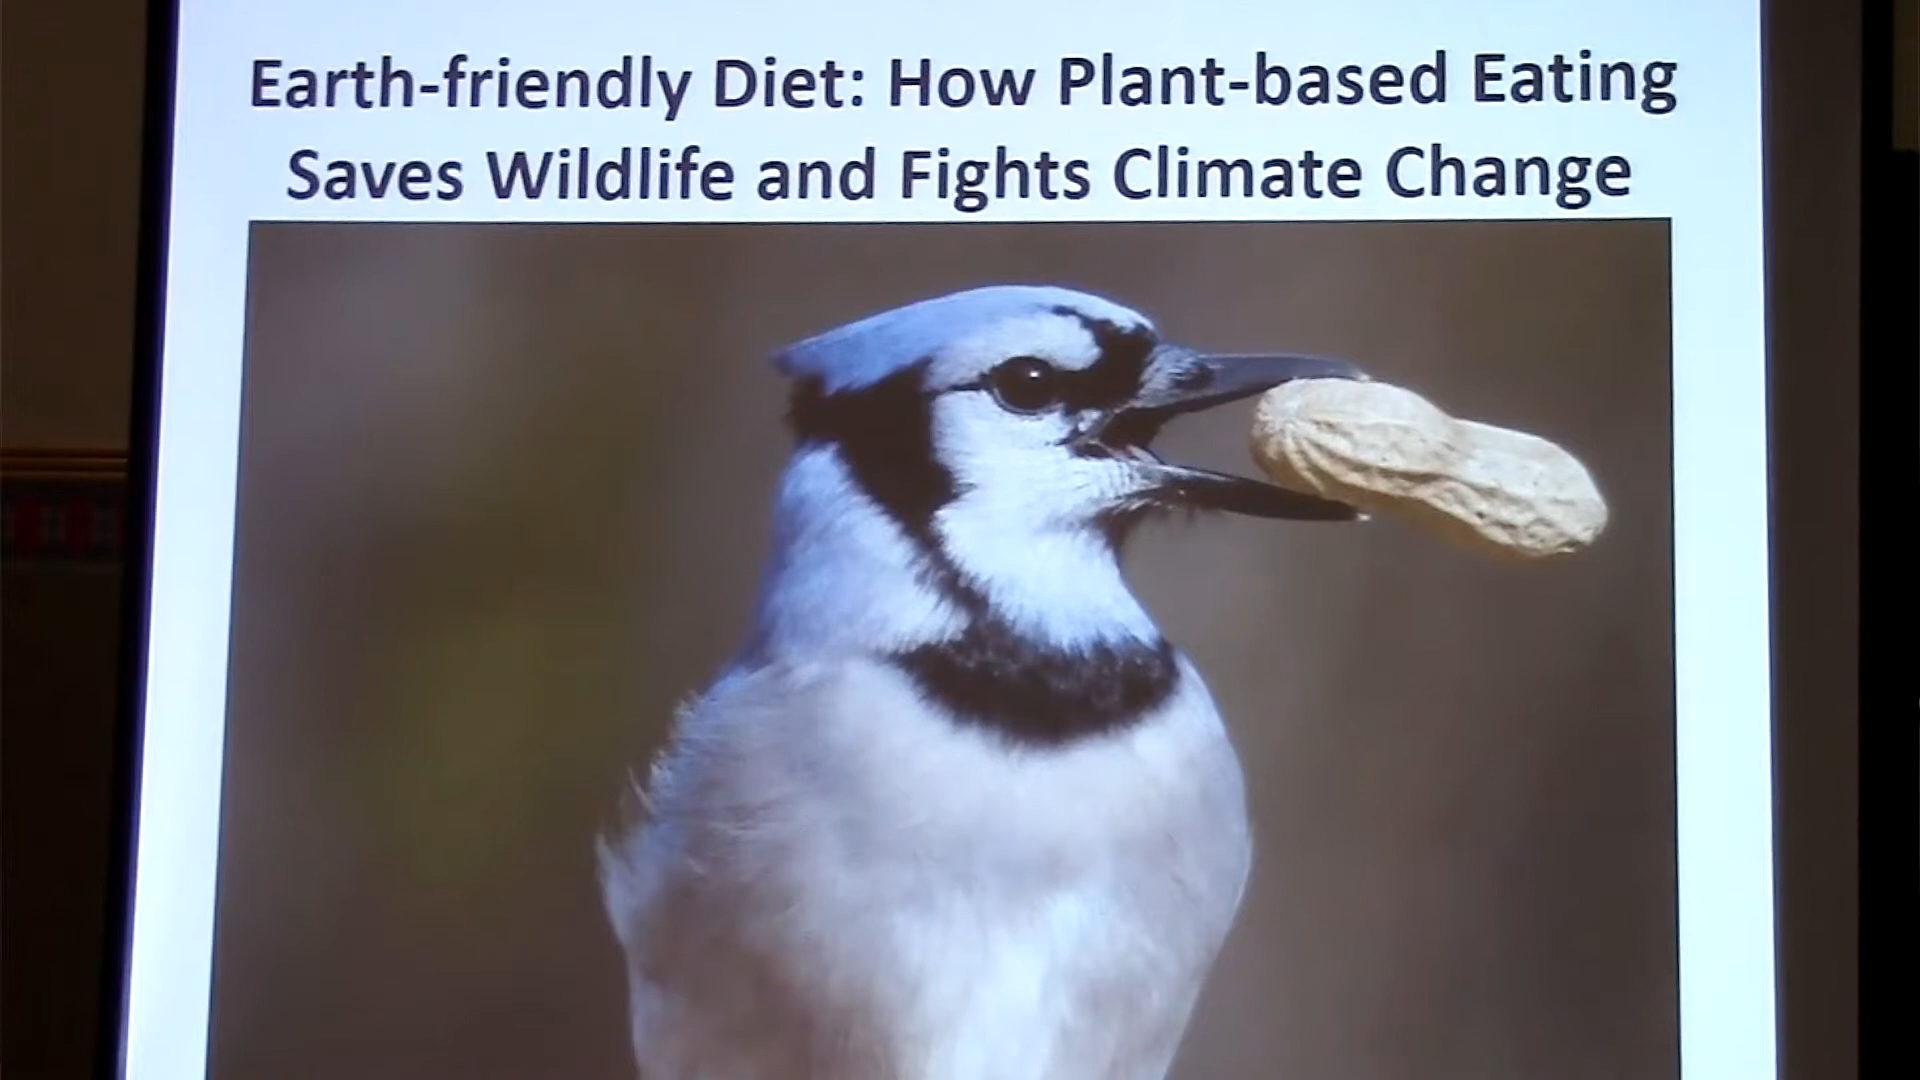 Earth-friendly Diet: How Plant-based Eating
Saves Wildlife and Fights Climate Change